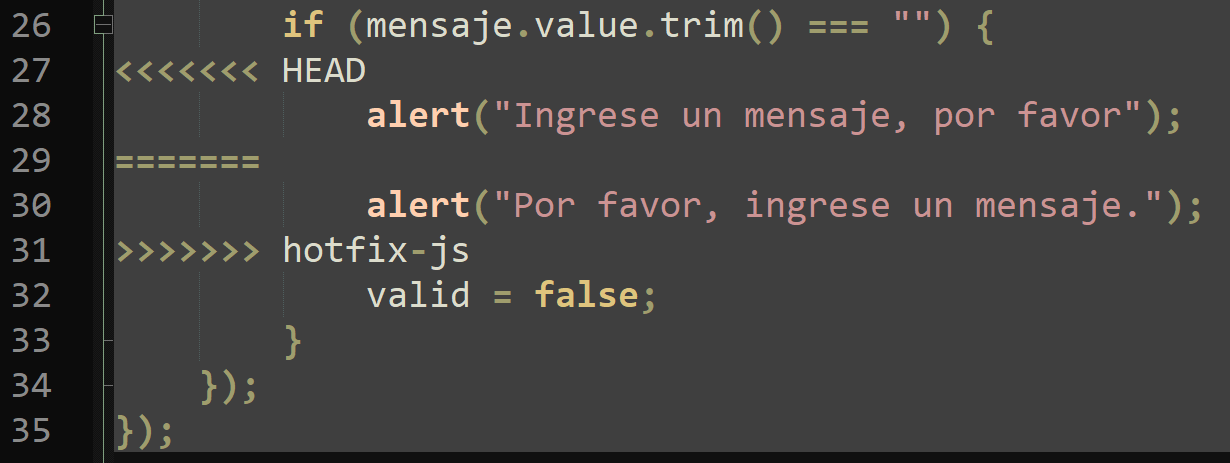 26 if (mensaje.value.trim() === "") {
27 <<<<<<< HEAD
28 alert("Ingrese un mensaje, por favor");
29 =======
30 alert("Por favor, ingrese un mensaje.");
31 >>>>>>> hotfix-js
32 valid = false;
33 }
34 });
35 });